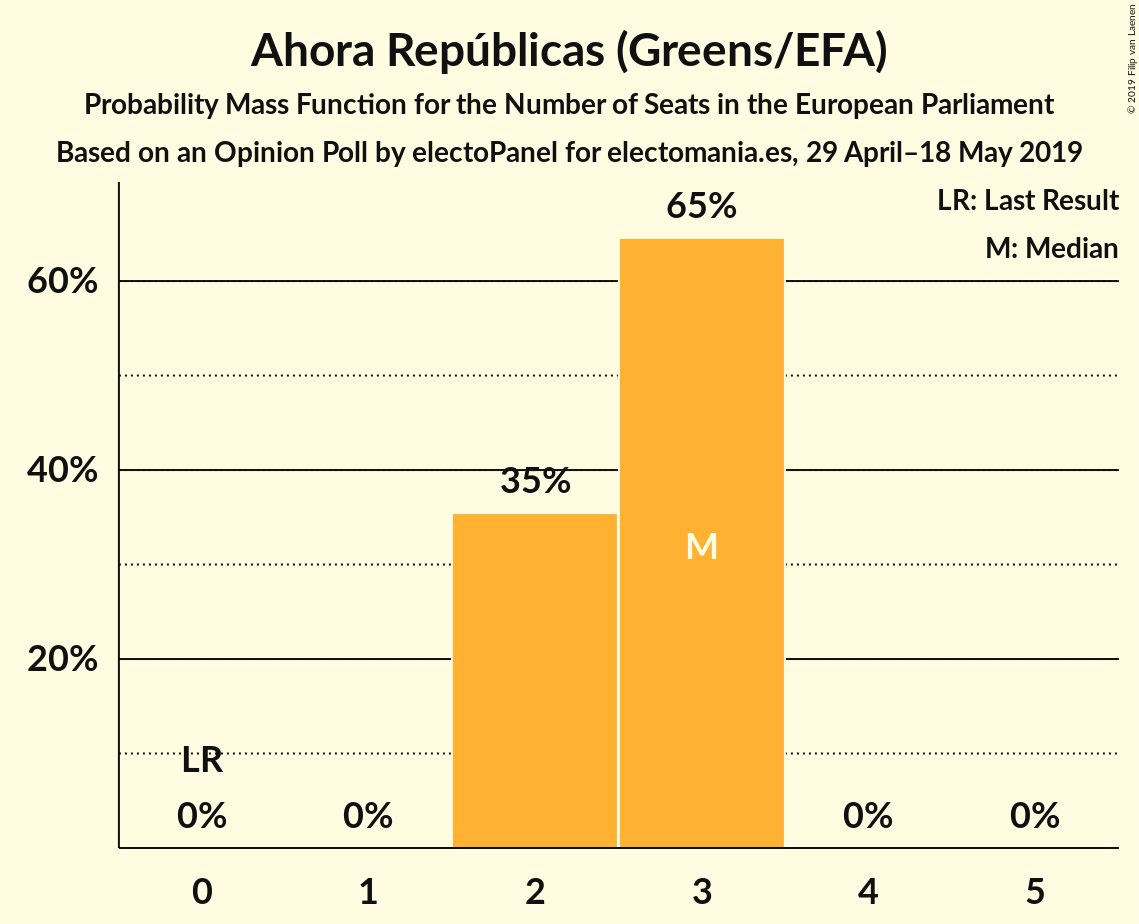 Ahora Repúblicas (Greens/EFA)
Probability Mass Function for the Number of Seats in the European Parliament
Based on an Opinion Poll by electoPanel for electomania.es, 29 April–18 May 2019
© 2019 Filip van Laenen
LR: Last Result
M: Median
65%
60%
40%
35%
M
20%
LR
0%
0%
0%
0%
0 1 2 3 4 5